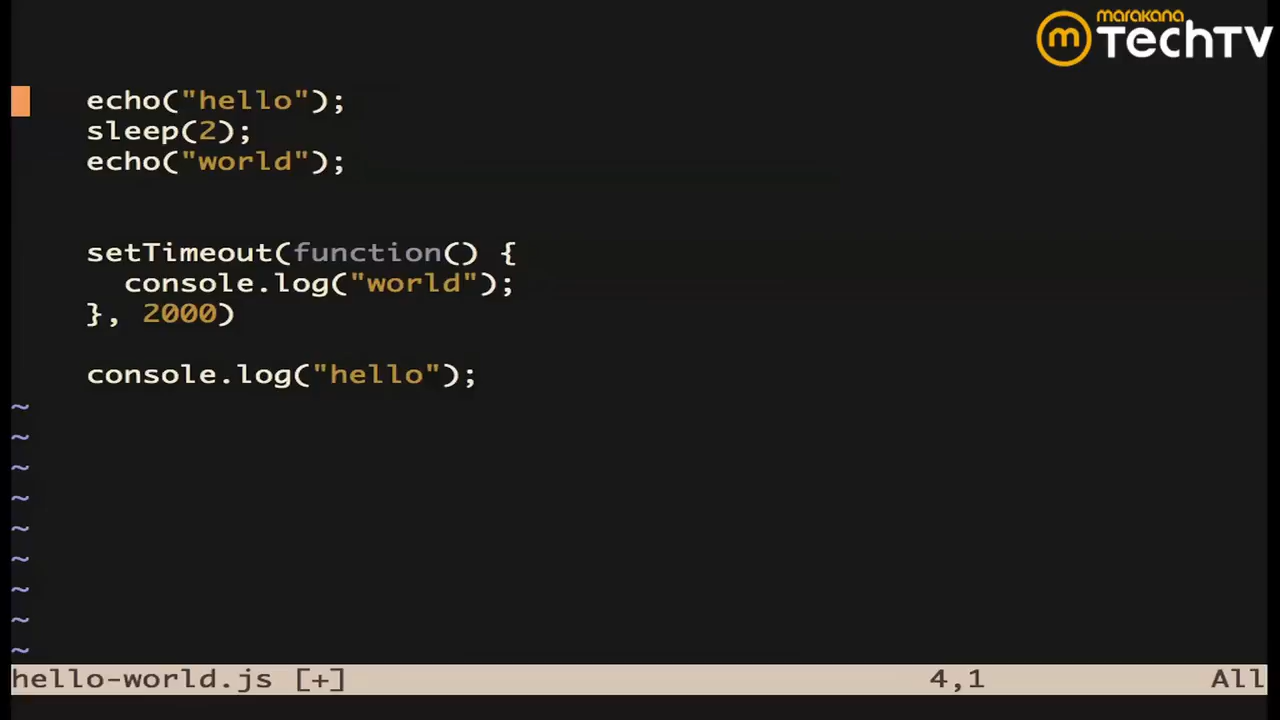 marakana
m TechTV
echo("hello");
sleep(2);
echo("world");
setTimeout(function() {
console.log("world");
}, 2000)
console.log("hello");
~
~
~
~
~
~
~
~
~
hello-world.js [+] 4,1 All